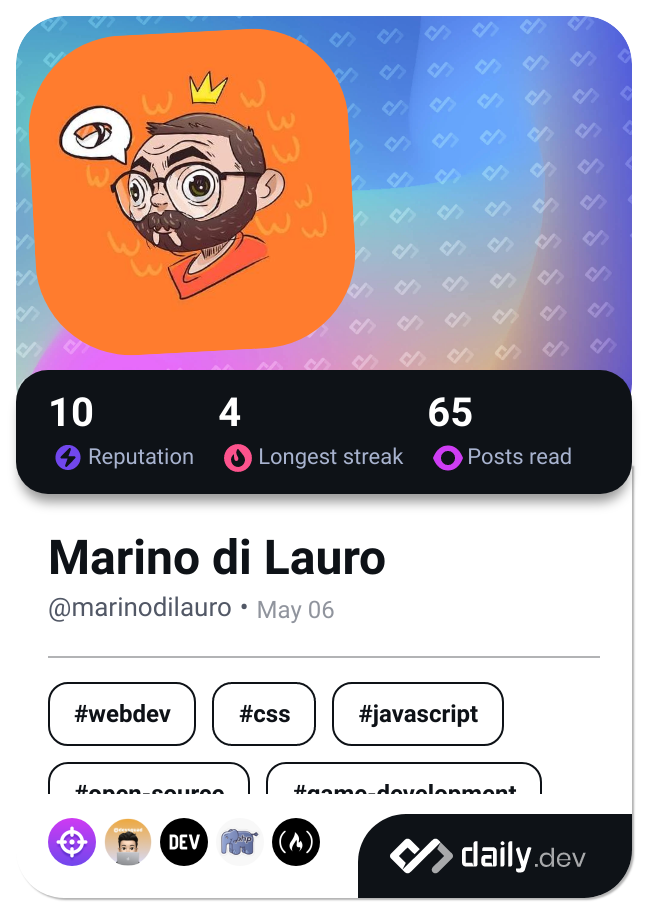 10 4 65
Reputation Longest streak Posts read
Marino di Lauro
@marinodilauro • May 06
#webdev #css #javascript
#open-source #game-development
DEV php
daily.dev